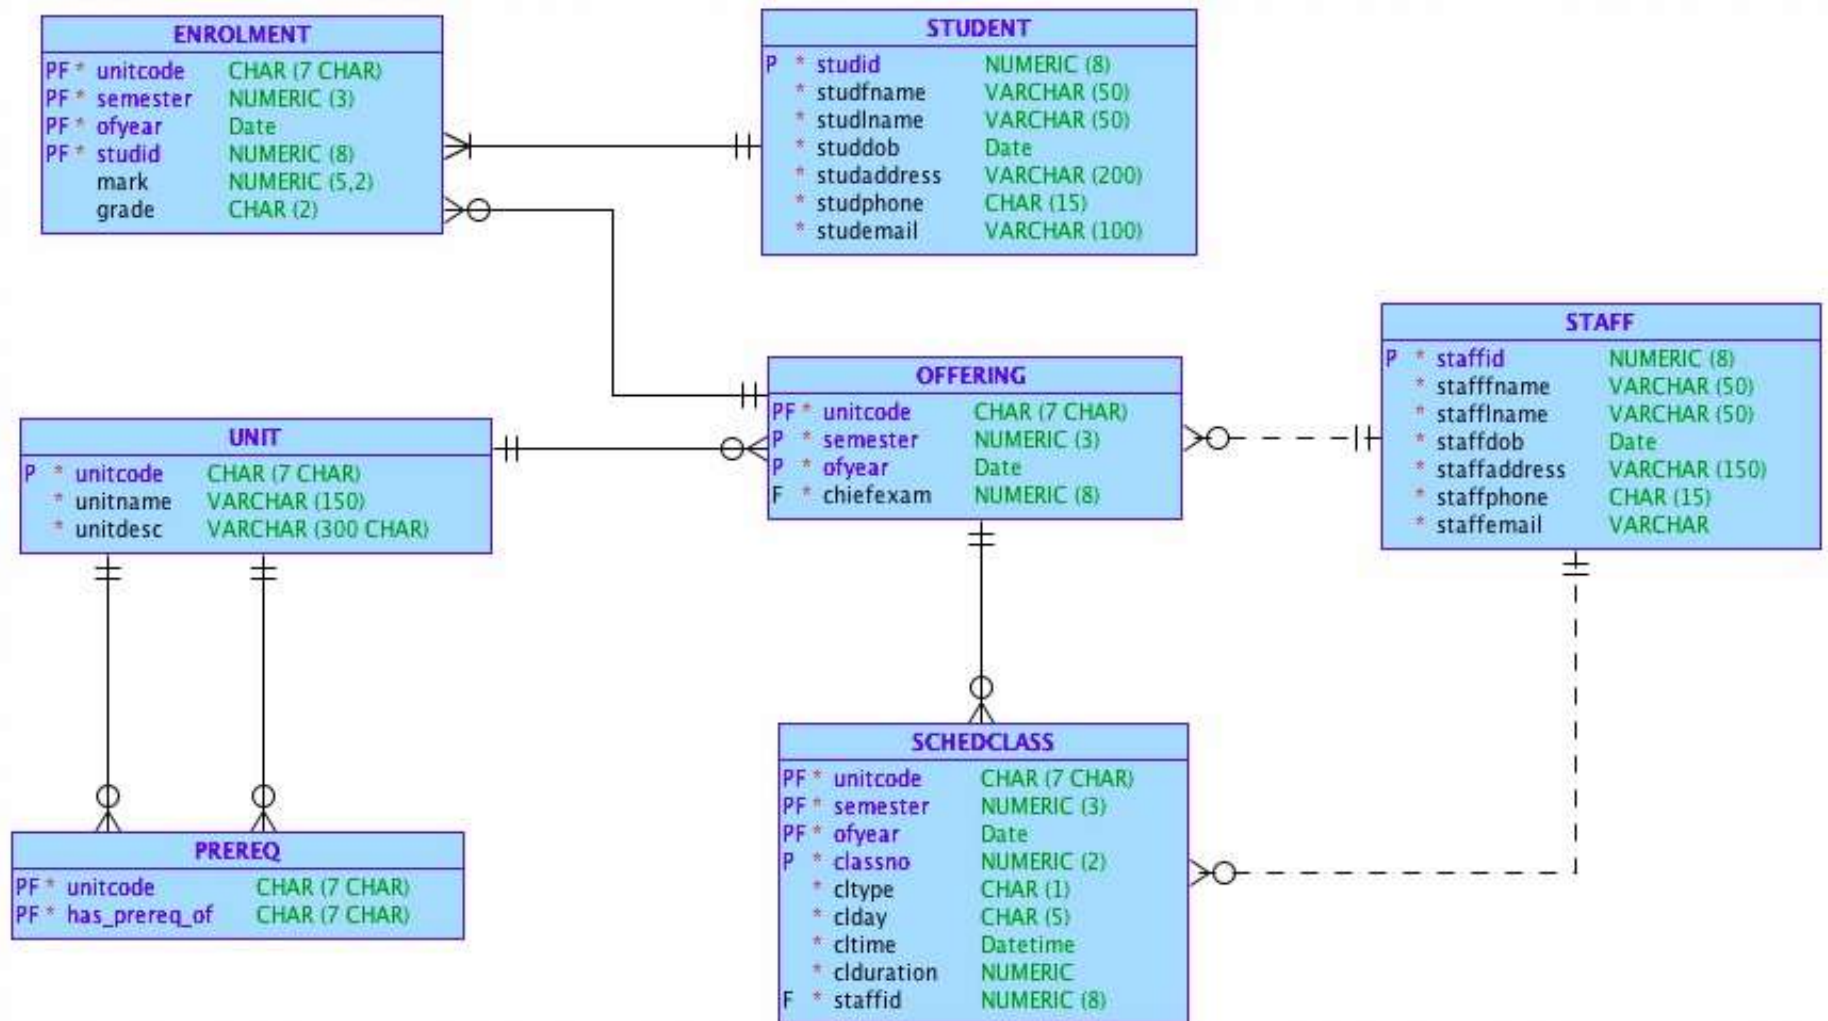 ENROLMENT
PF * unitcode CHAR (7 CHAR)
PF * semester NUMERIC (3)
PF * ofyear Date
PF * studid NUMERIC (8)
mark NUMERIC (5,2)
grade CHAR (2)
STUDENT
P * studid NUMERIC (8)
* studfname VARCHAR (50)
* studlname VARCHAR (50)
* studdob Date
* studaddress VARCHAR (200)
* studphone CHAR (15)
* studemail VARCHAR (100)
STAFF
P * staffid NUMERIC (8)
* stafffname VARCHAR (50)
* stafflname VARCHAR (50)
* staffdob Date
* staffaddress VARCHAR (150)
* staffphone CHAR (15)
* staffemail VARCHAR
OFFERING
PF * unitcode CHAR (7 CHAR)
P * semester NUMERIC (3)
P * ofyear Date
F * chiefexam NUMERIC (8)
UNIT
P * unitcode CHAR (7 CHAR)
* unitname VARCHAR (150)
* unitdesc VARCHAR (300 CHAR)
SCHEDCLASS
PF * unitcode CHAR (7 CHAR)
PF * semester NUMERIC (3)
PF * ofyear Date
P * classno NUMERIC (2)
* cltype CHAR (1)
* clday CHAR (5)
* cltime Datetime
* clduration NUMERIC
F * staffid NUMERIC (8)
PREREQ
PF * unitcode CHAR (7 CHAR)
PF * has_prereq_of CHAR (7 CHAR)